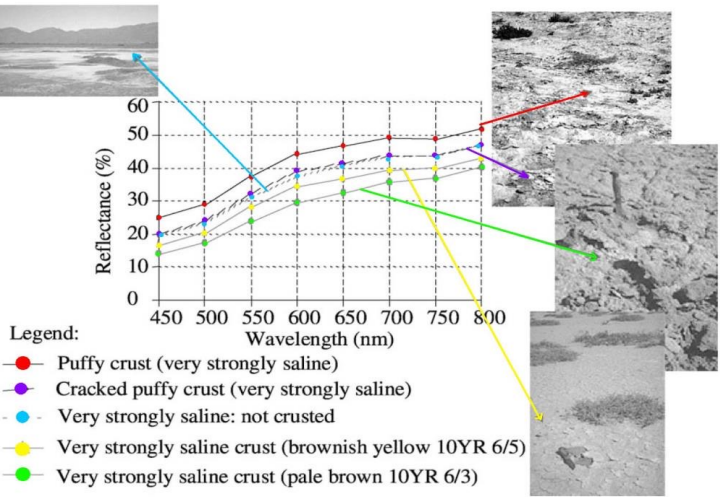 60
50
40
30
20
10
0
Reflectance (%)
450 500 550 600 650 700 750 800
Wavelength (nm)
Legend:
Puffy crust (very strongly saline)
Cracked puffy crust (very strongly saline)
Very strongly saline: not crusted
Very strongly saline crust (brownish yellow 10YR 6/5)
Very strongly saline crust (pale brown 10YR 6/3)